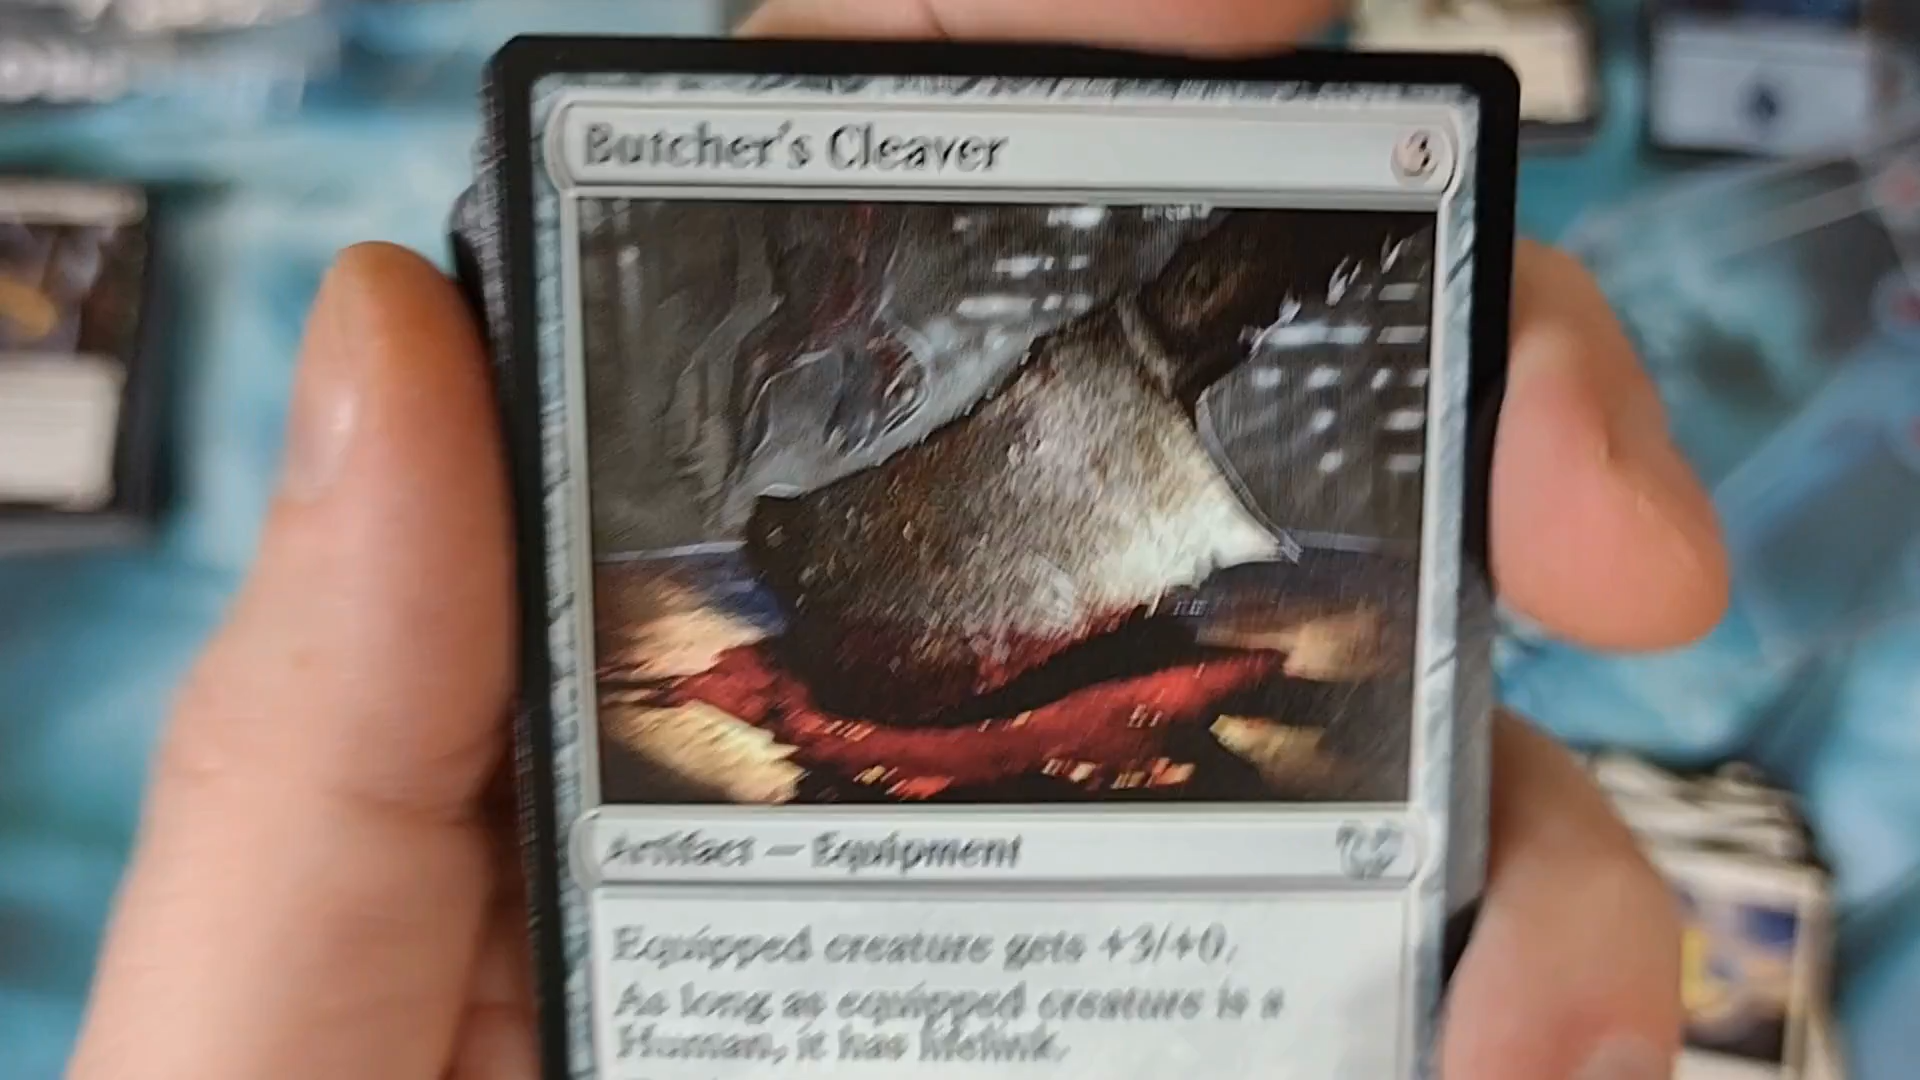 Butcher's Cleaver 3
Artifact — Equipment
Equipped creature gets +3/+0.
As long as equipped creature is a
Human, it has lifelink.